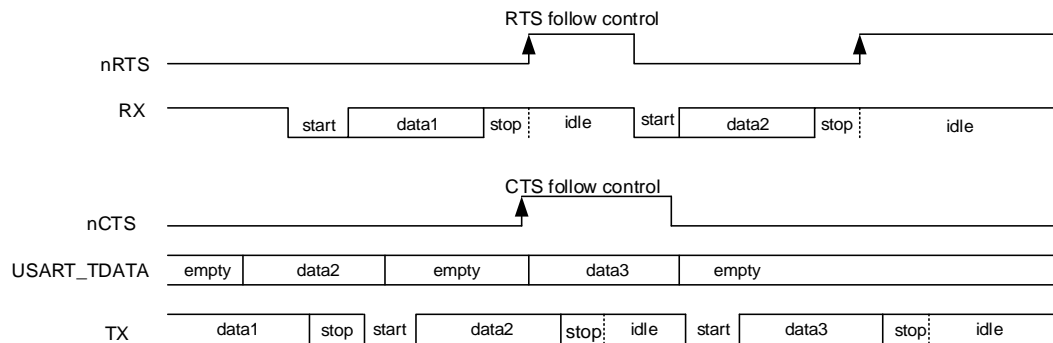 RTS follow control
nRTS
RX
start data1 stop idle start data2 stop idle
CTS follow control
nCTS
USART_TDATA empty data2 empty data3 empty
TX data1 stop start data2 stop idle start data3 stop idle